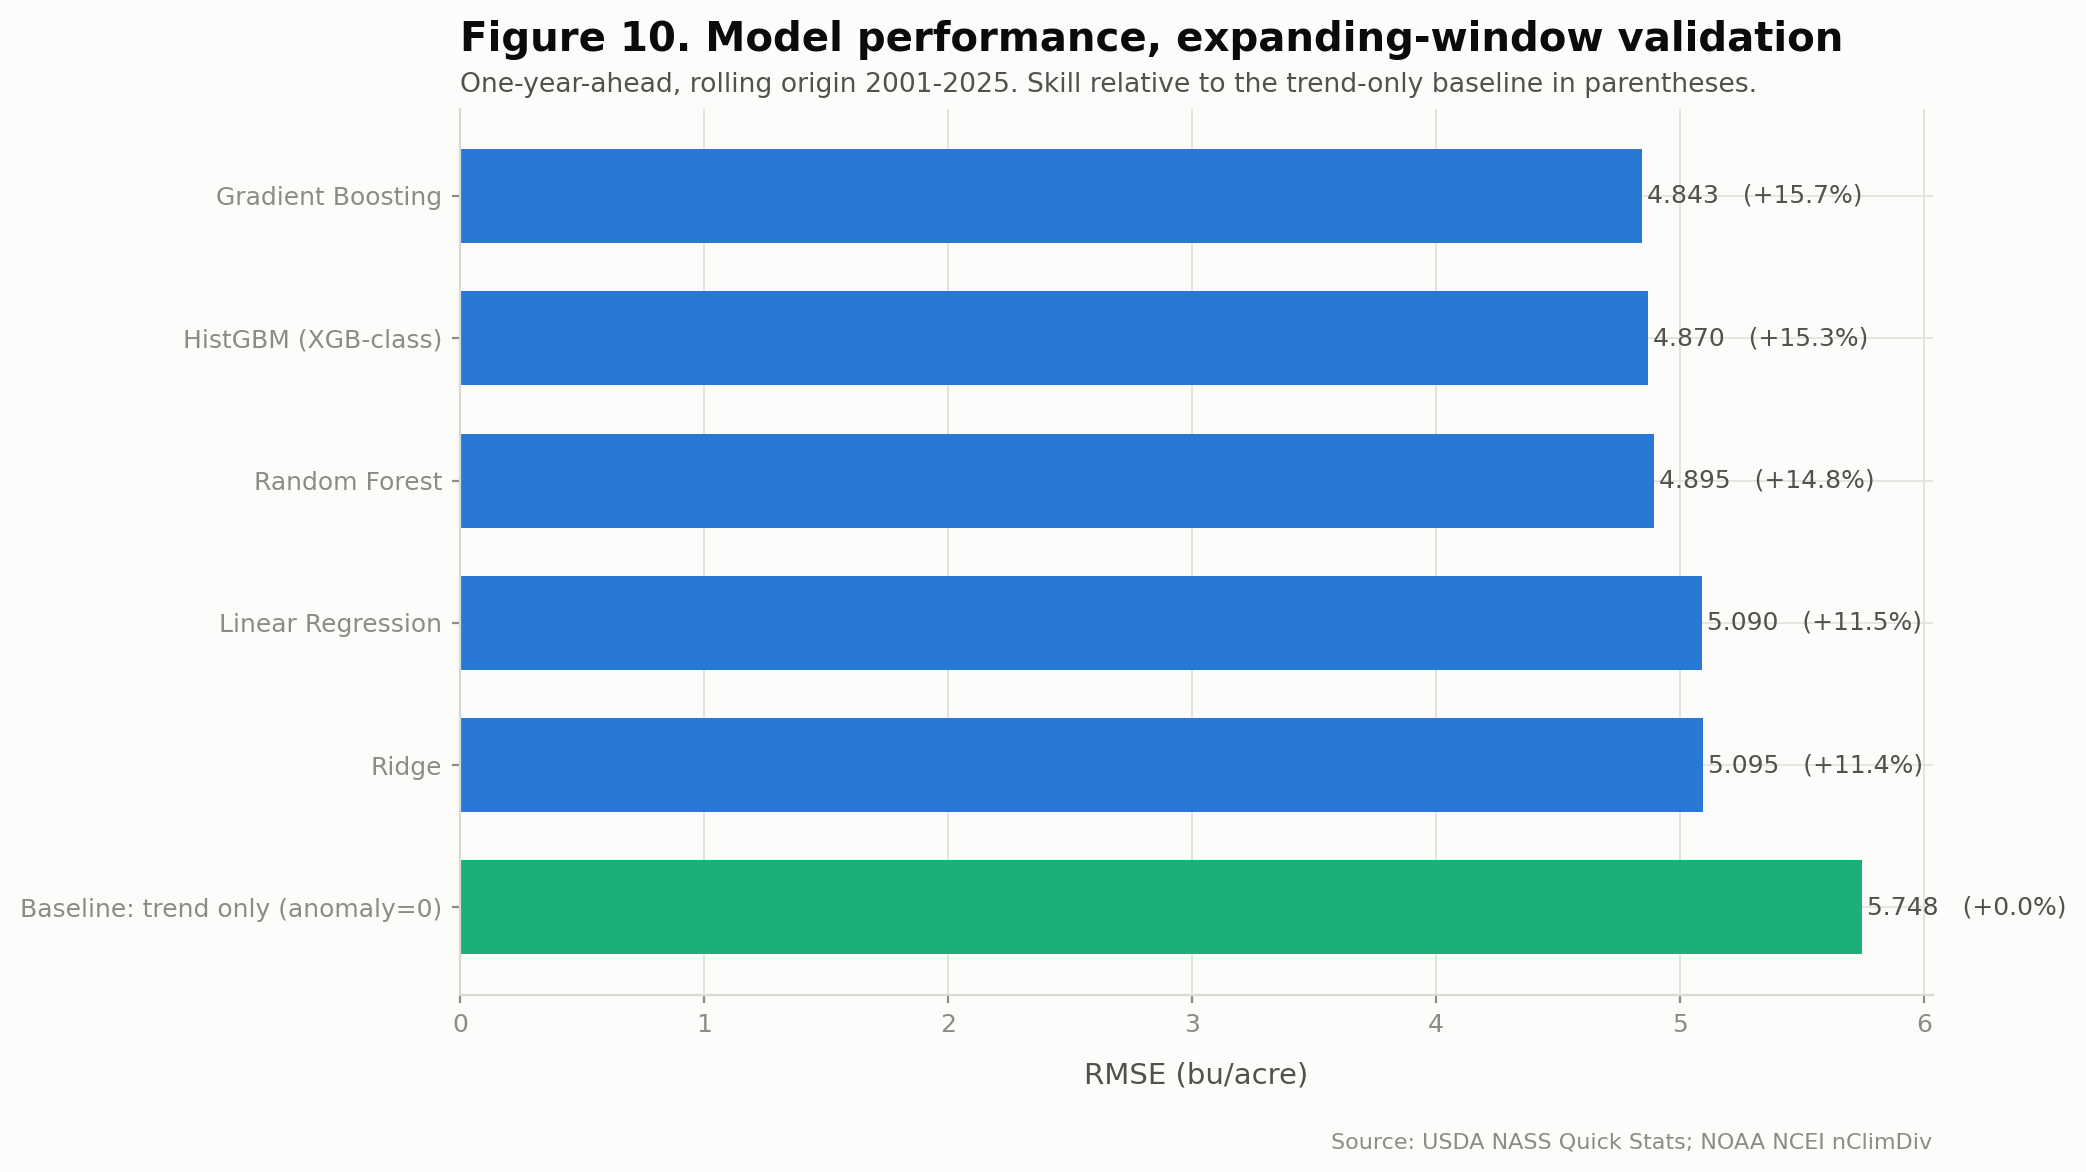 Figure 10. Model performance, expanding-window validation
One-year-ahead, rolling origin 2001-2025. Skill relative to the trend-only baseline in parentheses.
Gradient Boosting 4.843 (+15.7%)
HistGBM (XGB-class) 4.870 (+15.3%)
Random Forest 4.895 (+14.8%)
Linear Regression 5.090 (+11.5%)
Ridge 5.095 (+11.4%)
Baseline: trend only (anomaly=0) 5.748 (+0.0%)
0 1 2 3 4 5 6
RMSE (bu/acre)
Source: USDA NASS Quick Stats; NOAA NCEI nClimDiv